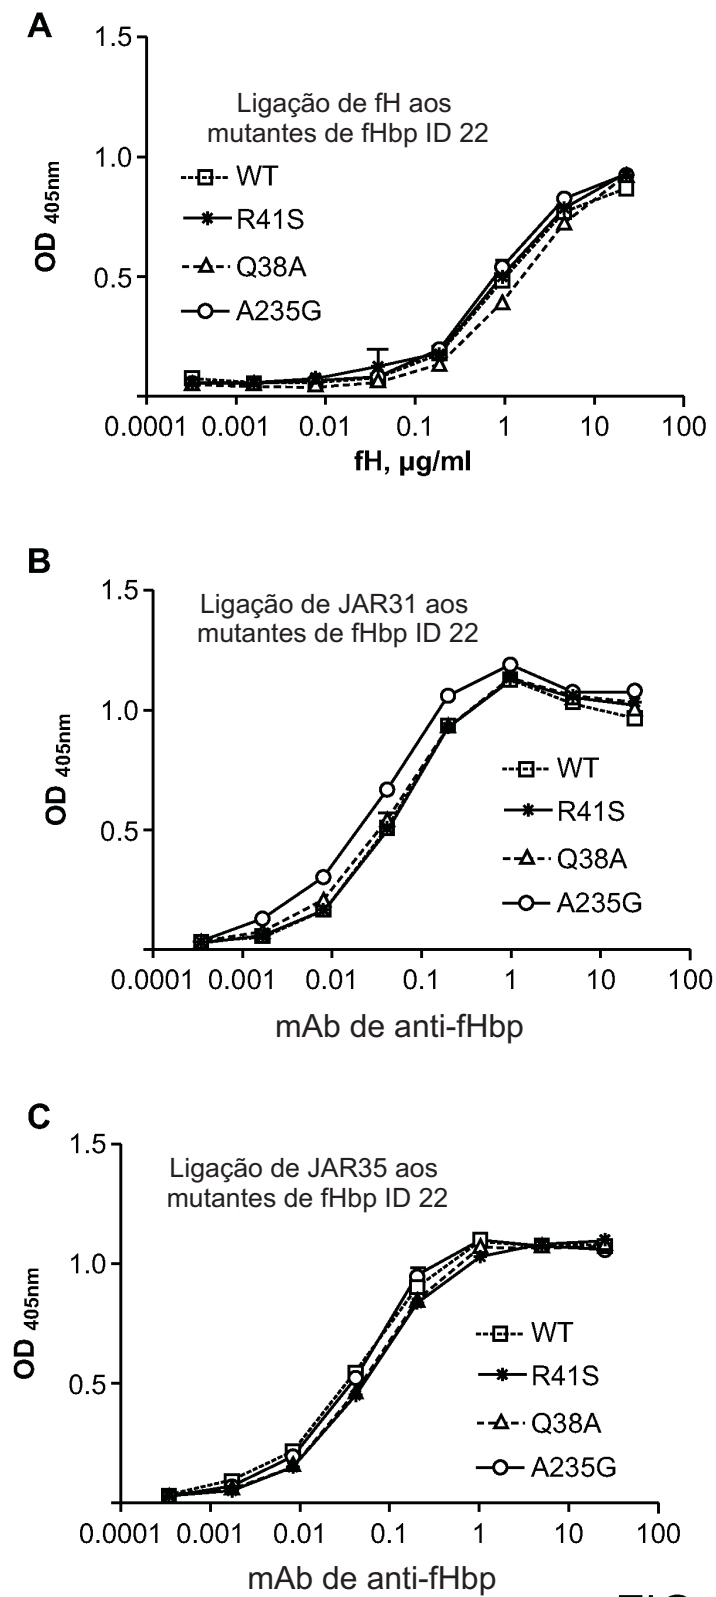 A
1.5
Ligação de fH aos
mutantes de fHbp ID 22
1.0
WT
R41S
Q38A
A235G
0.5
OD 405nm
0.0001 0.001 0.01 0.1 1 10 100
fH, µg/ml
B
1.5
Ligação de JAR31 aos
mutantes de fHbp ID 22
1.0
WT
R41S
Q38A
A235G
0.5
OD 405nm
0.0001 0.001 0.01 0.1 1 10 100
mAb de anti-fHbp
C
1.5
Ligação de JAR35 aos
mutantes de fHbp ID 22
1.0
WT
R41S
Q38A
A235G
0.5
OD 405nm
0.0001 0.001 0.01 0.1 1 10 100
mAb de anti-fHbp